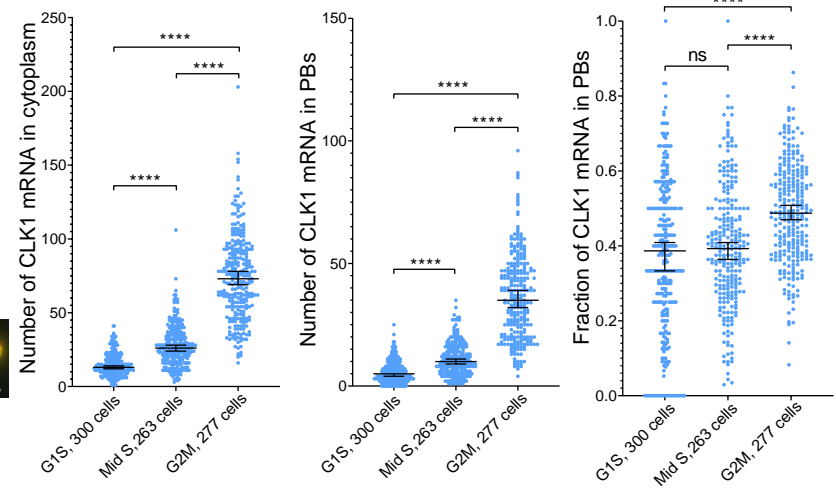 Number of CLK1 mRNA in cytoplasm
250
200
150
100
50
0
****
****
****
G1S, 300 cells
Mid S,263 cells
G2M, 277 cells
Number of CLK1 mRNA in PBs
150
100
50
0
****
****
****
G1S, 300 cells
Mid S,263 cells
G2M, 277 cells
Fraction of CLK1 mRNA in PBs
1.0
0.8
0.6
0.4
0.2
0.0
****
ns
****
G1S, 300 cells
Mid S,263 cells
G2M, 277 cells